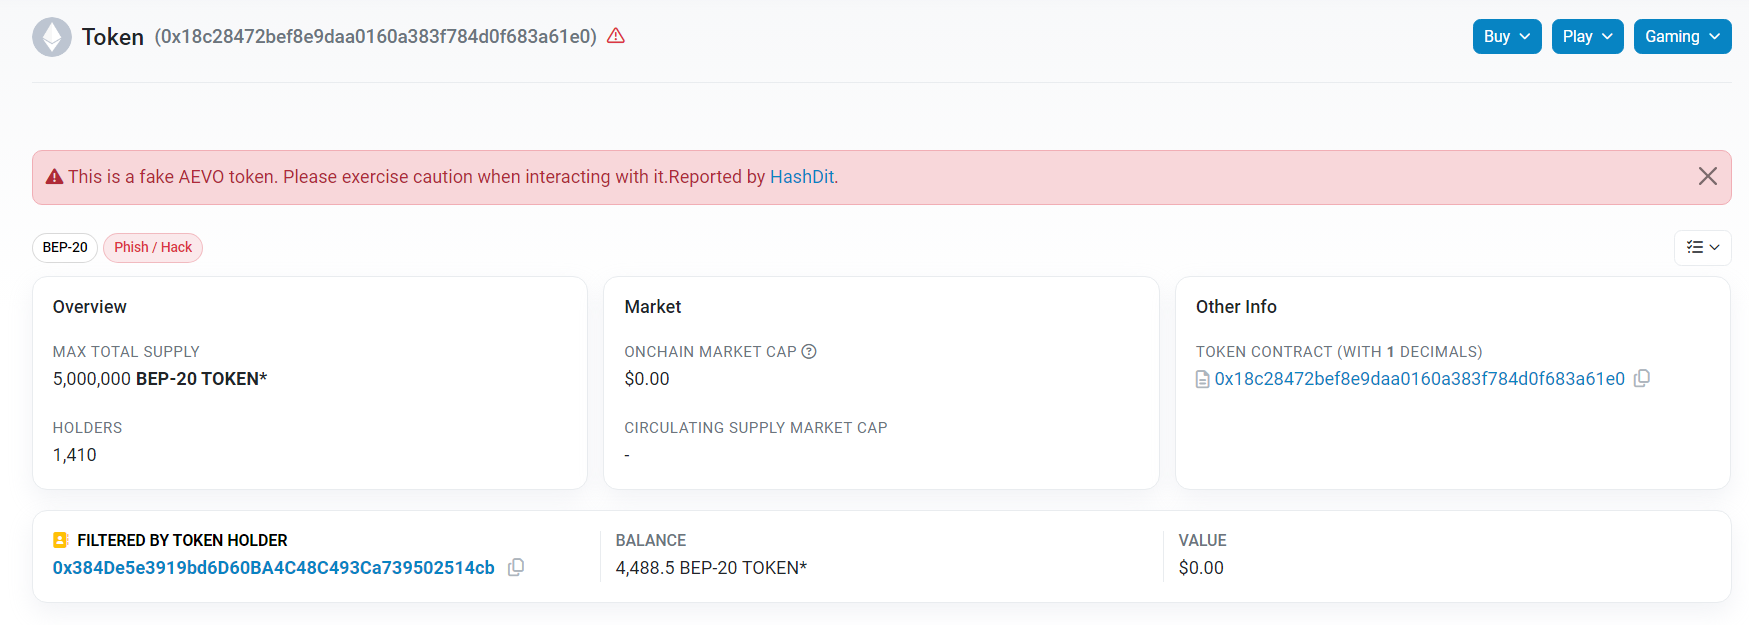 Token (0x18c28472bef8e9daa0160a383f784d0f683a61e0)
Buy
Play
Gaming
This is a fake AEVO token. Please exercise caution when interacting with it.Reported by HashDit.
BEP-20
Phish / Hack
Overview
MAX TOTAL SUPPLY
5,000,000 BEP-20 TOKEN*
HOLDERS
1,410
Market
ONCHAIN MARKET CAP
$0.00
CIRCULATING SUPPLY MARKET CAP
-
Other Info
TOKEN CONTRACT (WITH 1 DECIMALS)
0x18c28472bef8e9daa0160a383f784d0f683a61e0
FILTERED BY TOKEN HOLDER
0x384De5e3919bd6D60BA4C48C493Ca739502514cb
BALANCE
4,488.5 BEP-20 TOKEN*
VALUE
$0.00